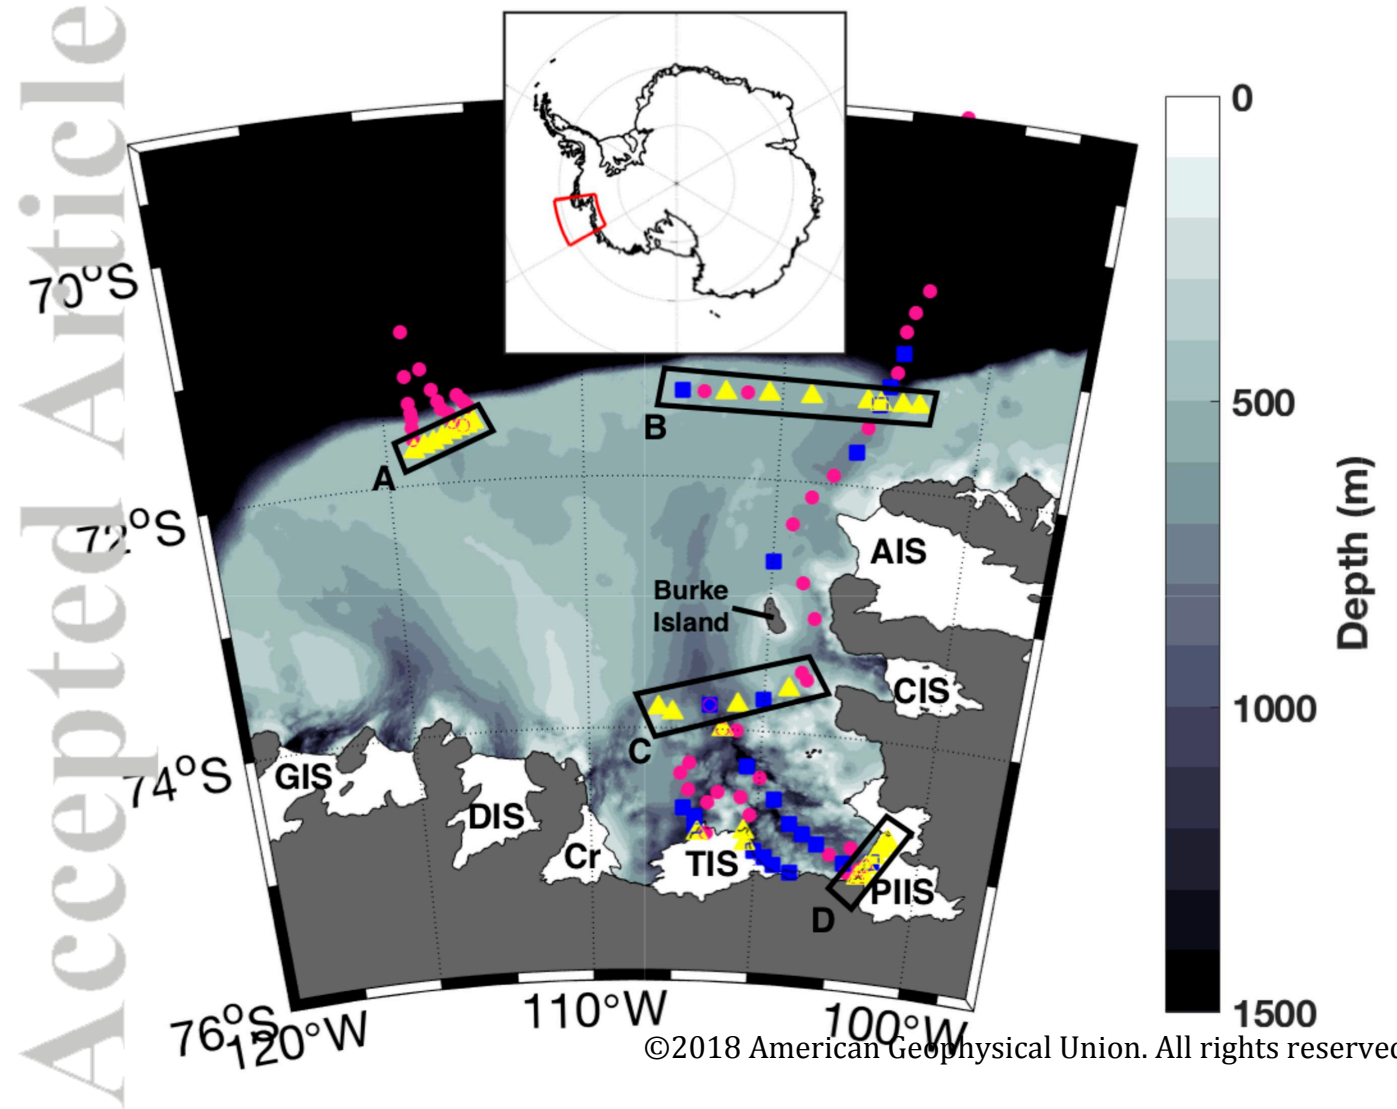 Accepted Article
0
500
1000
1500
Depth (m)
70°S
72°S
74°S
76°S
120°W
110°W
100°W
A
B
C
D
Burke
Island
AIS
CIS
GIS
DIS
Cr
TIS
PIIS
©2018 American Geophysical Union. All rights reserved